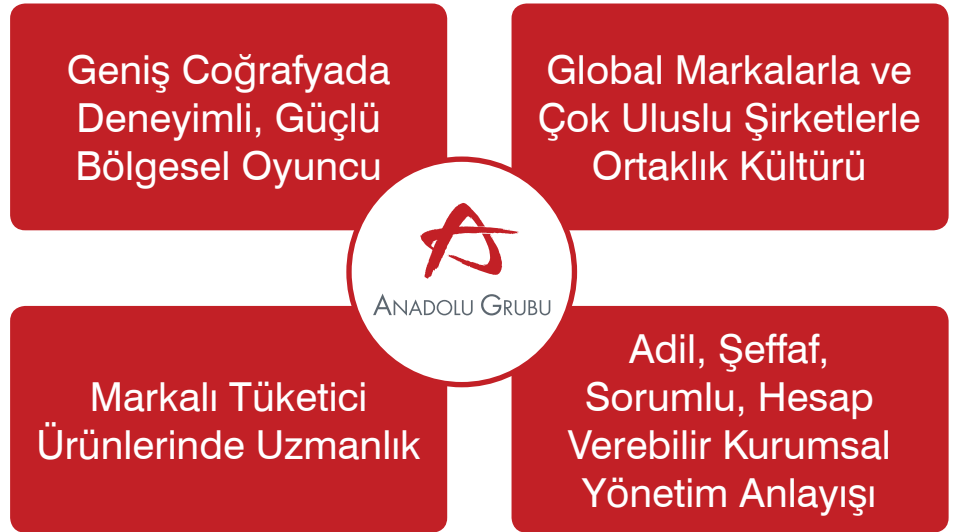 Geniş Coğrafyada
Deneyimli, Güçlü
Bölgesel Oyuncu
Global Markalarla ve
Çok Uluslu Şirketlerle
Ortaklık Kültürü
ANADOLU GRUBU
Markalı Tüketici
Ürünlerinde Uzmanlık
Adil, Şeffaf,
Sorumlu, Hesap
Verebilir Kurumsal
Yönetim Anlayışı